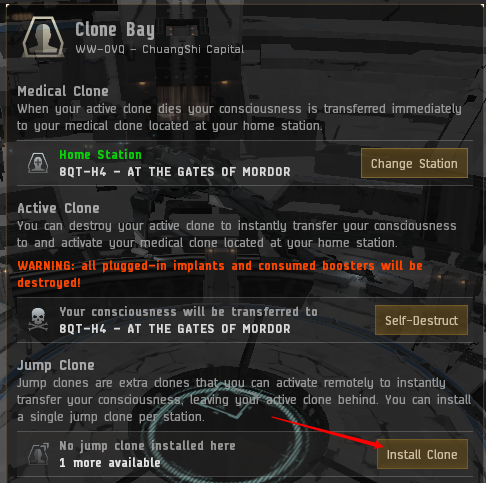 Clone Bay
WW-OVQ - ChuangShi Capital
Medical Clone
When your active clone dies your consciousness is transferred immediately
to your medical clone located at your home station.
Home Station
8QT-H4 - AT THE GATES OF MORDOR
Change Station
Active Clone
You can destroy your active clone to instantly transfer your consciousness
to and activate your medical clone located at your home station.
WARNING: all plugged-in implants and consumed boosters will be
destroyed!
Your consciousness will be transferred to
8QT-H4 - AT THE GATES OF MORDOR
Self-Destruct
Jump Clone
Jump clones are extra clones that you can activate remotely to instantly
transfer your consciousness, leaving your active clone behind. You can install
a single jump clone per station.
No jump clone installed here
1 more available
Install Clone